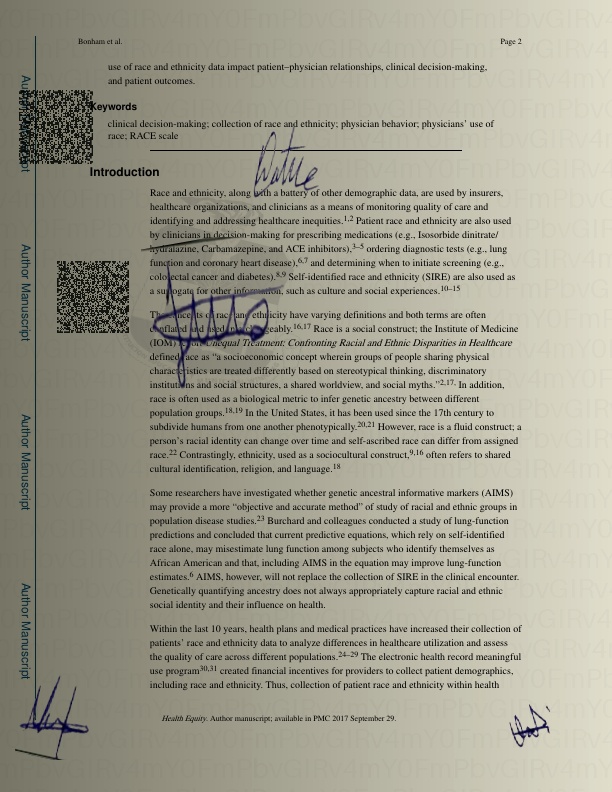 Bonham et al.
Page 2
use of race and ethnicity data impact patient–physician relationships, clinical decision-making,
and patient outcomes.
Keywords
clinical decision-making; collection of race and ethnicity; physician behavior; physicians' use of
race; RACE scale
Introduction
Race and ethnicity, along with a battery of other demographic data, are used by insurers,
healthcare organizations, and clinicians as a means of monitoring quality of care and
identifying and addressing healthcare inequities.1,2 Patient race and ethnicity are also used
by clinicians in decision-making for prescribing medications (e.g., Isosorbide dinitrate/
hydralazine, Carbamazepine, and ACE inhibitors),3–5 ordering diagnostic tests (e.g., lung
function and coronary heart disease),6,7 and determining when to initiate screening (e.g.,
colorectal cancer and diabetes).8,9 Self-identified race and ethnicity (SIRE) are also used as
a surrogate for other information, such as culture and social experiences.10–15
The concepts of race and ethnicity have varying definitions and both terms are often
conflated and used interchangeably.16,17 Race is a social construct; the Institute of Medicine
(IOM) Unequal Treatment: Confronting Racial and Ethnic Disparities in Healthcare
defined race as “a socioeconomic concept wherein groups of people sharing physical
characteristics are treated differently based on stereotypical thinking, discriminatory
institutions and social structures, a shared worldview, and social myths.”2,17. In addition,
race is often used as a biological metric to infer genetic ancestry between different
population groups.18,19 In the United States, it has been used since the 17th century to
subdivide humans from one another phenotypically.20,21 However, race is a fluid construct; a
person's racial identity can change over time and self-ascribed race can differ from assigned
race.22 Contrastingly, ethnicity, used as a sociocultural construct,9,16 often refers to shared
cultural identification, religion, and language.18
Some researchers have investigated whether genetic ancestral informative markers (AIMS)
may provide a more “objective and accurate method” of study of racial and ethnic groups in
population disease studies.23 Burchard and colleagues conducted a study of lung-function
predictions and concluded that current predictive equations, which rely on self-identified
race alone, may misestimate lung function among subjects who identify themselves as
African American and that, including AIMS in the equation may improve lung-function
estimates.6 AIMS, however, will not replace the collection of SIRE in the clinical encounter.
Genetically quantifying ancestry does not always appropriately capture racial and ethnic
social identity and their influence on health.
Within the last 10 years, health plans and medical practices have increased their collection of
patients' race and ethnicity data to analyze differences in healthcare utilization and assess
the quality of care across different populations.24–29 The electronic health record meaningful
use program30,31 created financial incentives for providers to collect patient demographics,
including race and ethnicity. Thus, collection of patient race and ethnicity within health
Health Equity. Author manuscript; available in PMC 2017 September 29.
Author Manuscript
Author Manuscript
Author Manuscript